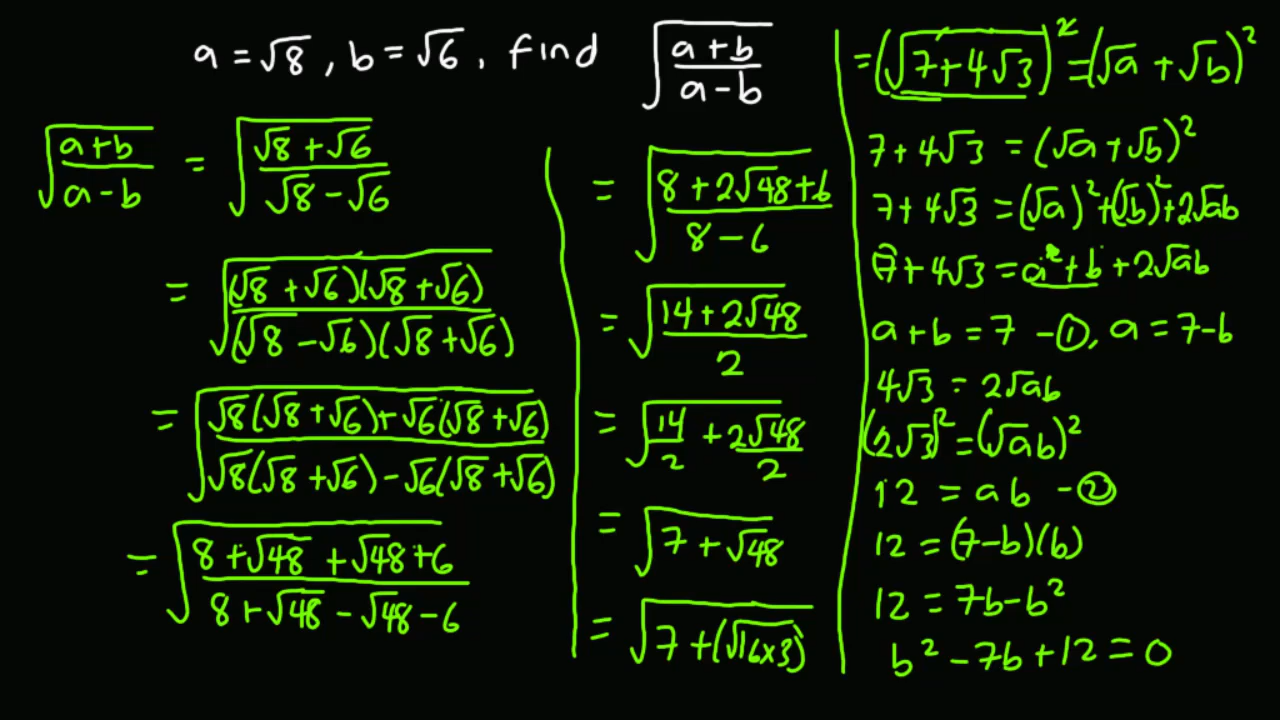 a = √8, b = √6. find √((a+b)/(a-b))
√((a+b)/(a-b)) = √((√8 + √6)/(√8 - √6))
= √(((√8 + √6)(√8 + √6))/((√8 - √6)(√8 + √6)))
= √((√8(√8 + √6) + √6(√8 + √6))/(√8(√8 + √6) - √6(√8 + √6)))
= √((8 + √48 + √48 + 6)/(8 + √48 - √48 - 6))
= √((8 + 2√48 + 6)/(8 - 6))
= √((14 + 2√48)/2)
= √(14/2 + 2√48/2)
= √(7 + √48)
= √(7 + (√16×3))
= (√(7 + 4√3))² = (√a + √b)²
7 + 4√3 = (√a + √b)²
7 + 4√3 = (√a)² + (√b)² + 2√ab
7 + 4√3 = a + b + 2√ab
a + b = 7 - ①, a = 7-b
4√3 = 2√ab
(2√3)² = (√ab)²
12 = ab - ②
12 = (7-b)(b)
12 = 7b - b²
b² - 7b + 12 = 0